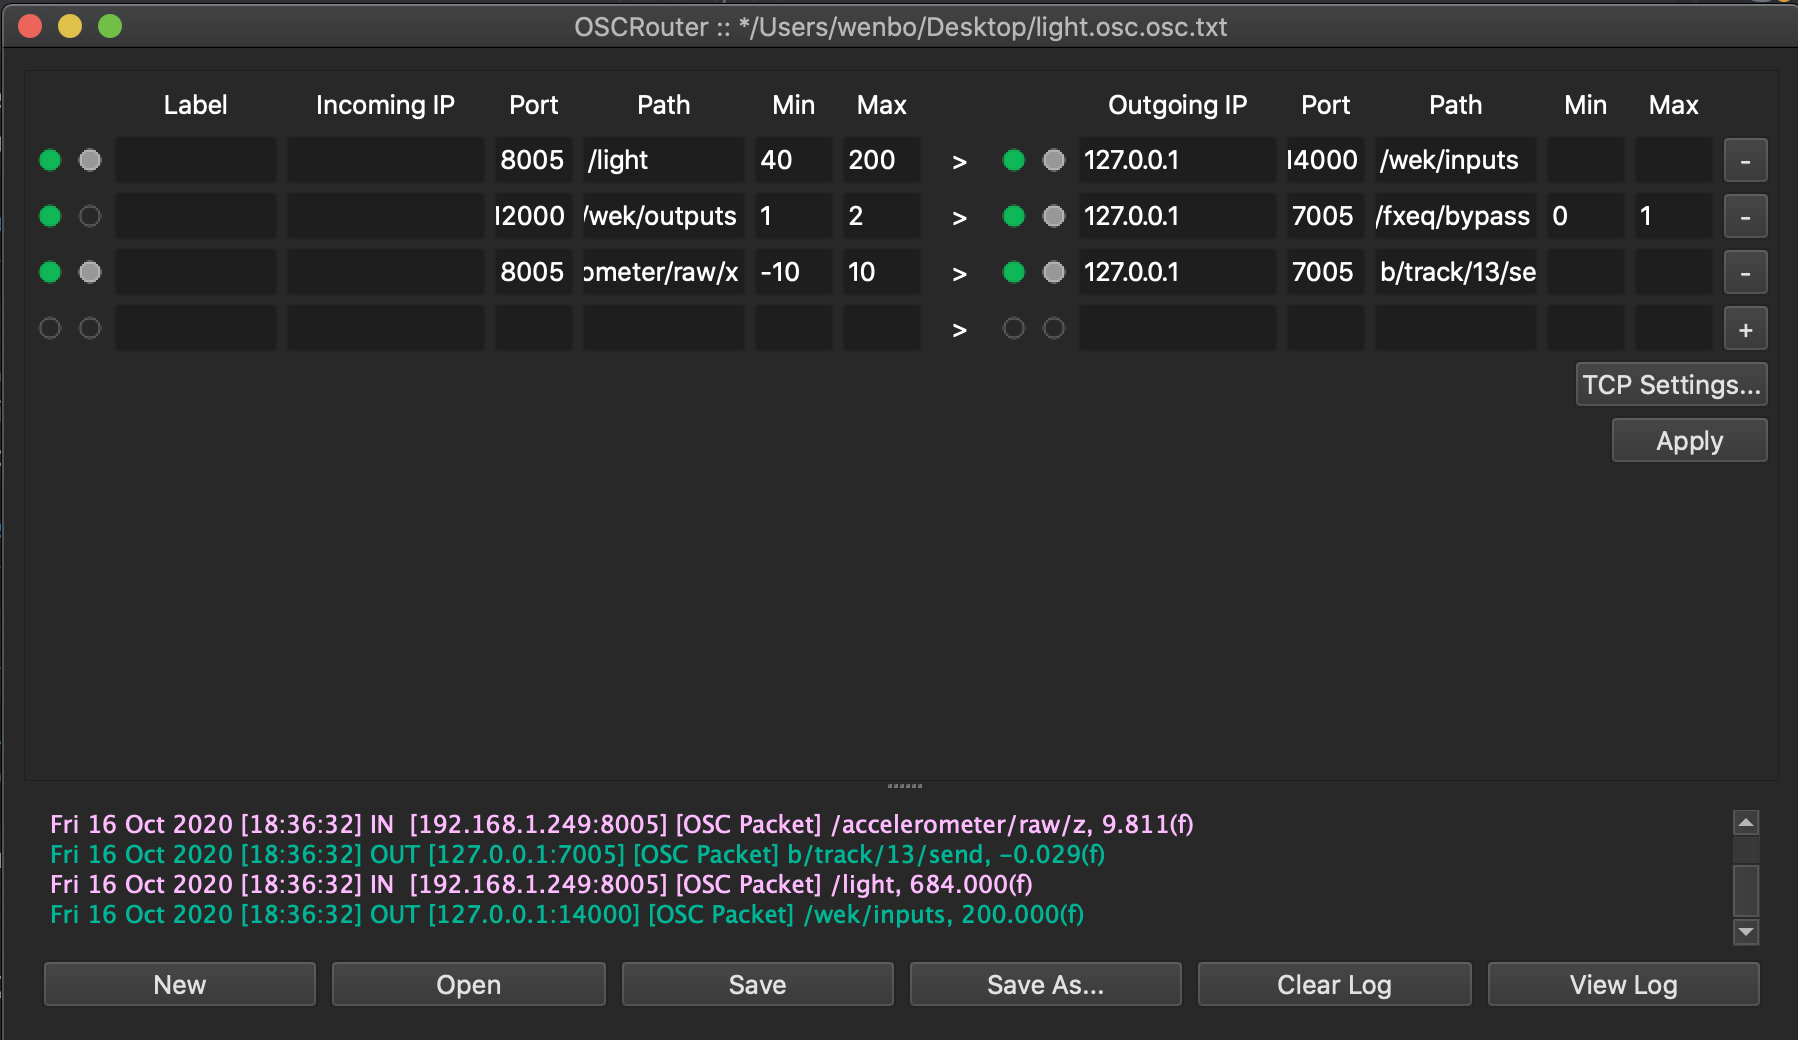 OSCRouter :: */Users/wenbo/Desktop/light.osc.osc.txt
Label Incoming IP Port Path Min Max Outgoing IP Port Path Min Max
8005 /light 40 200 > 127.0.0.1 14000 /wek/inputs -
12000 /wek/outputs 1 2 > 127.0.0.1 7005 /fxeq/bypass 0 1 -
8005 ometer/raw/x -10 10 > 127.0.0.1 7005 b/track/13/se -
> +
TCP Settings...
Apply
Fri 16 Oct 2020 [18:36:32] IN [192.168.1.249:8005] [OSC Packet] /accelerometer/raw/z, 9.811(f)
Fri 16 Oct 2020 [18:36:32] OUT [127.0.0.1:7005] [OSC Packet] b/track/13/send, -0.029(f)
Fri 16 Oct 2020 [18:36:32] IN [192.168.1.249:8005] [OSC Packet] /light, 684.000(f)
Fri 16 Oct 2020 [18:36:32] OUT [127.0.0.1:14000] [OSC Packet] /wek/inputs, 200.000(f)
New Open Save Save As... Clear Log View Log